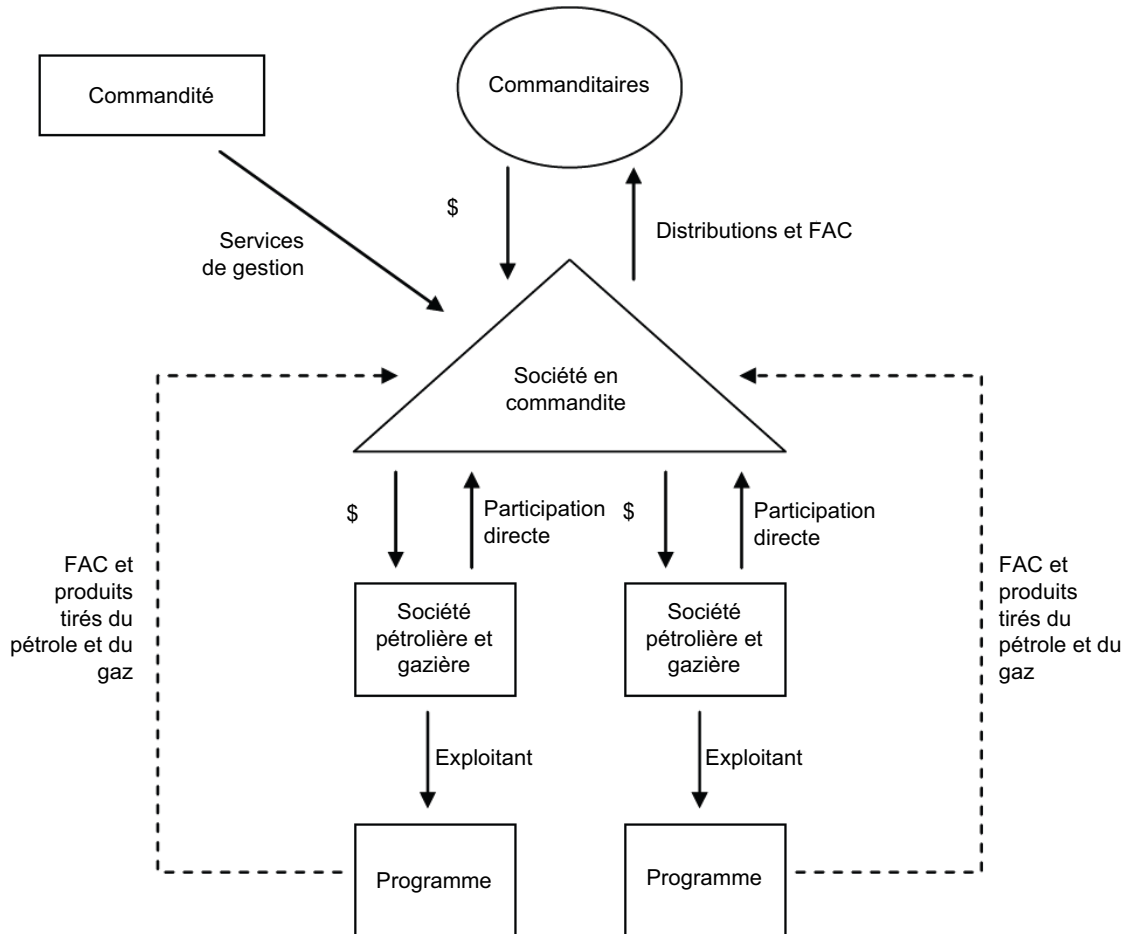 Commandité
Commanditaires
$
Distributions et FAC
Services
de gestion
Société en
commandite
$
Participation
directe
$
Participation
directe
FAC et
produits
tirés du
pétrole et du
gaz
Société
pétrolière et
gazière
Société
pétrolière et
gazière
FAC et
produits
tirés du
pétrole et du
gaz
Exploitant
Exploitant
Programme
Programme